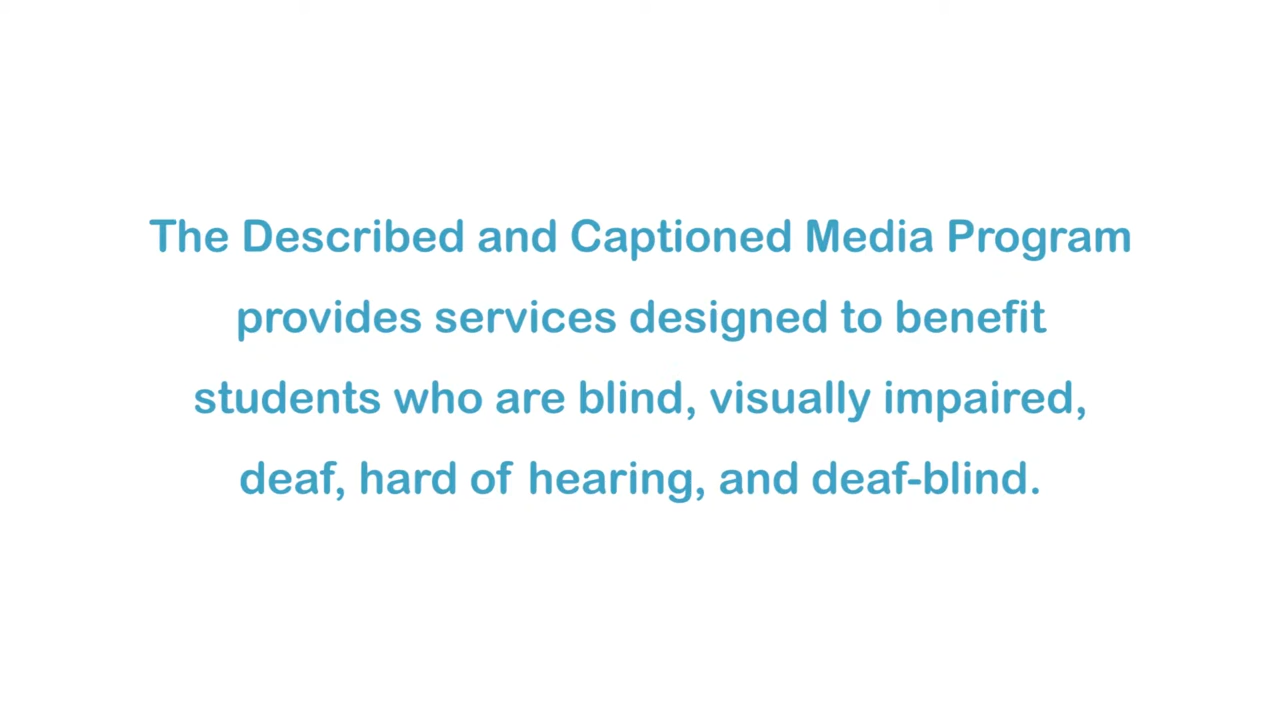 The Described and Captioned Media Program
provides services designed to benefit
students who are blind, visually impaired,
deaf, hard of hearing, and deaf-blind.